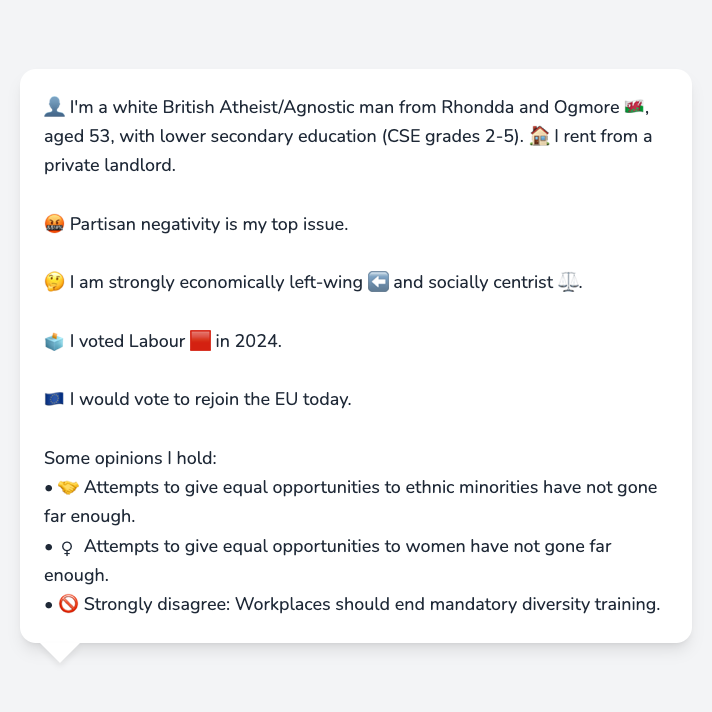 👤 I'm a white British Atheist/Agnostic man from Rhondda and Ogmore 🏴󠁧󠁢󠁷󠁬󠁳󠁿,
aged 53, with lower secondary education (CSE grades 2-5). 🏠 I rent from a
private landlord.
🤬 Partisan negativity is my top issue.
🤔 I am strongly economically left-wing ⬅️ and socially centrist ⚖️.
🗳️ I voted Labour 🟥 in 2024.
🇪🇺 I would vote to rejoin the EU today.
Some opinions I hold:
• 🤝 Attempts to give equal opportunities to ethnic minorities have not gone
far enough.
• ♀ Attempts to give equal opportunities to women have not gone far
enough.
• 🚫 Strongly disagree: Workplaces should end mandatory diversity training.